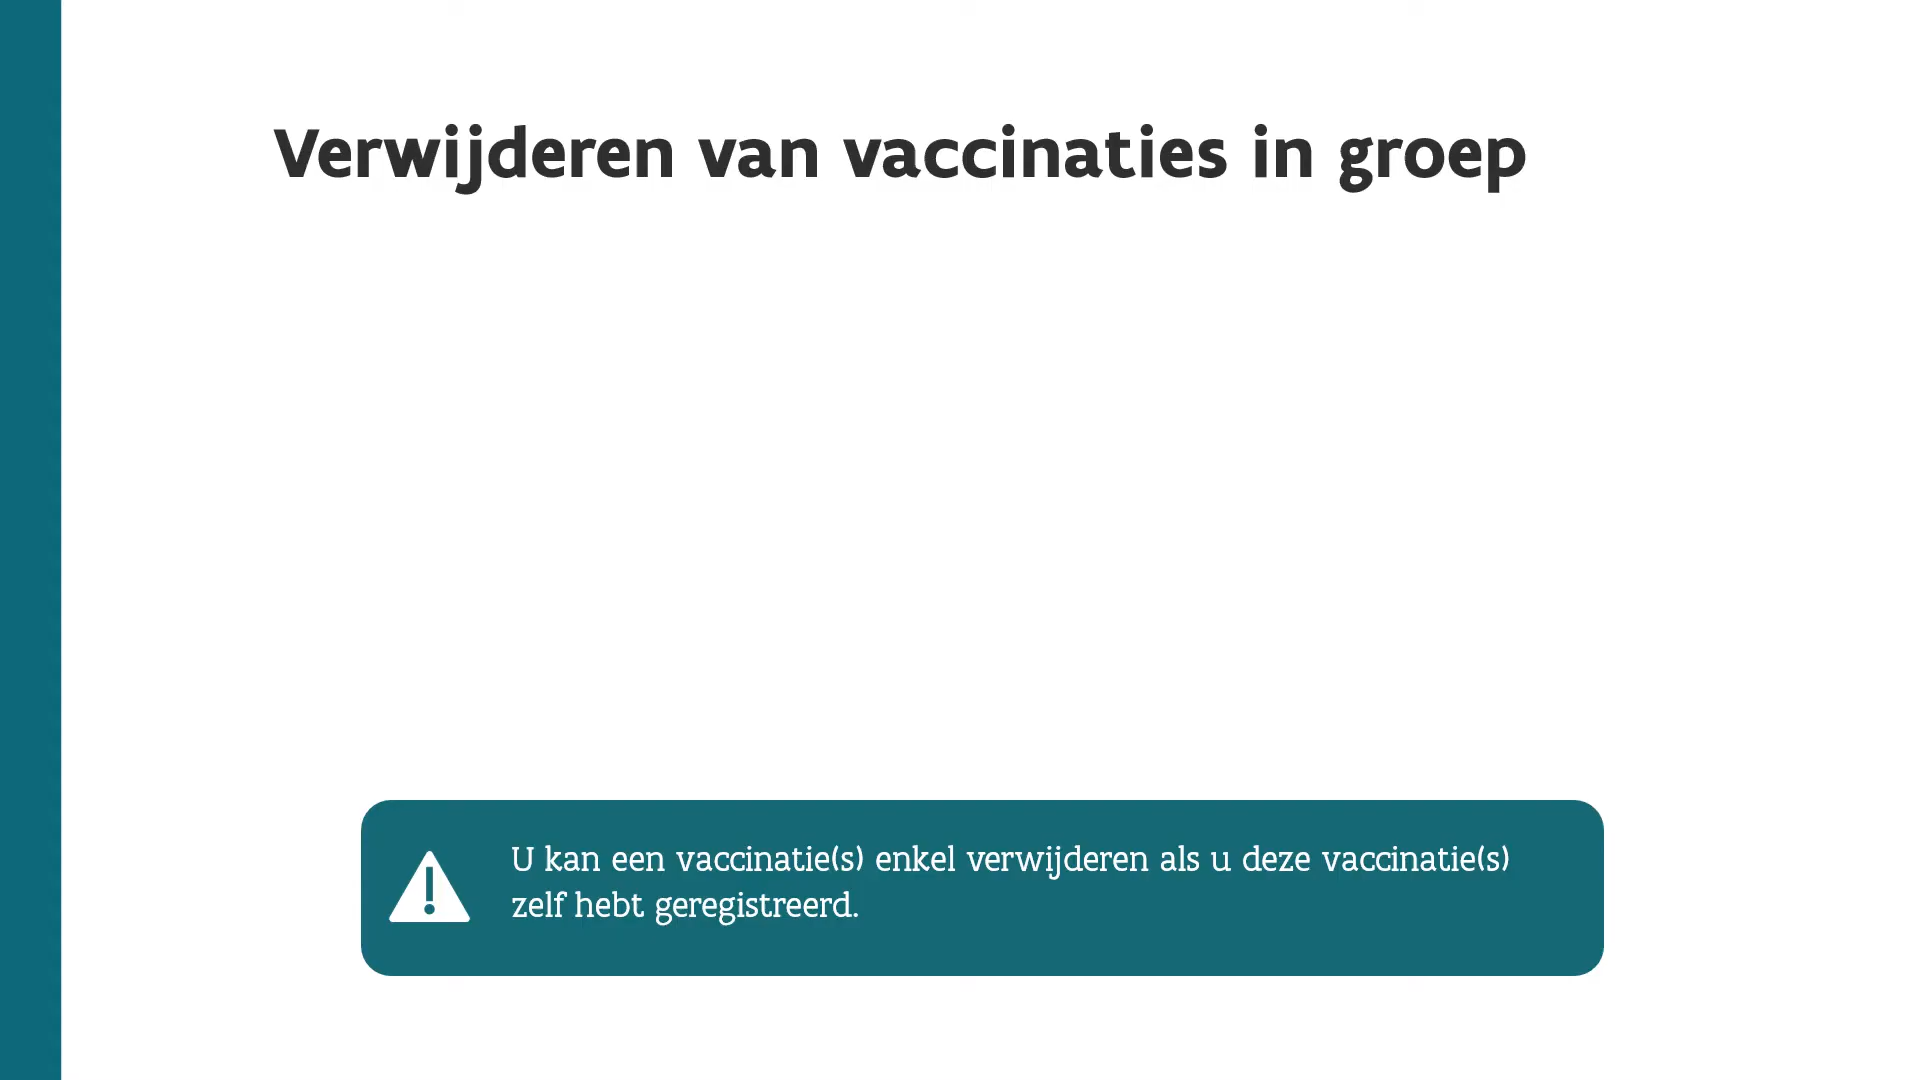 Verwijderen van vaccinaties in groep
U kan een vaccinatie(s) enkel verwijderen als u deze vaccinatie(s)
zelf hebt geregistreerd.